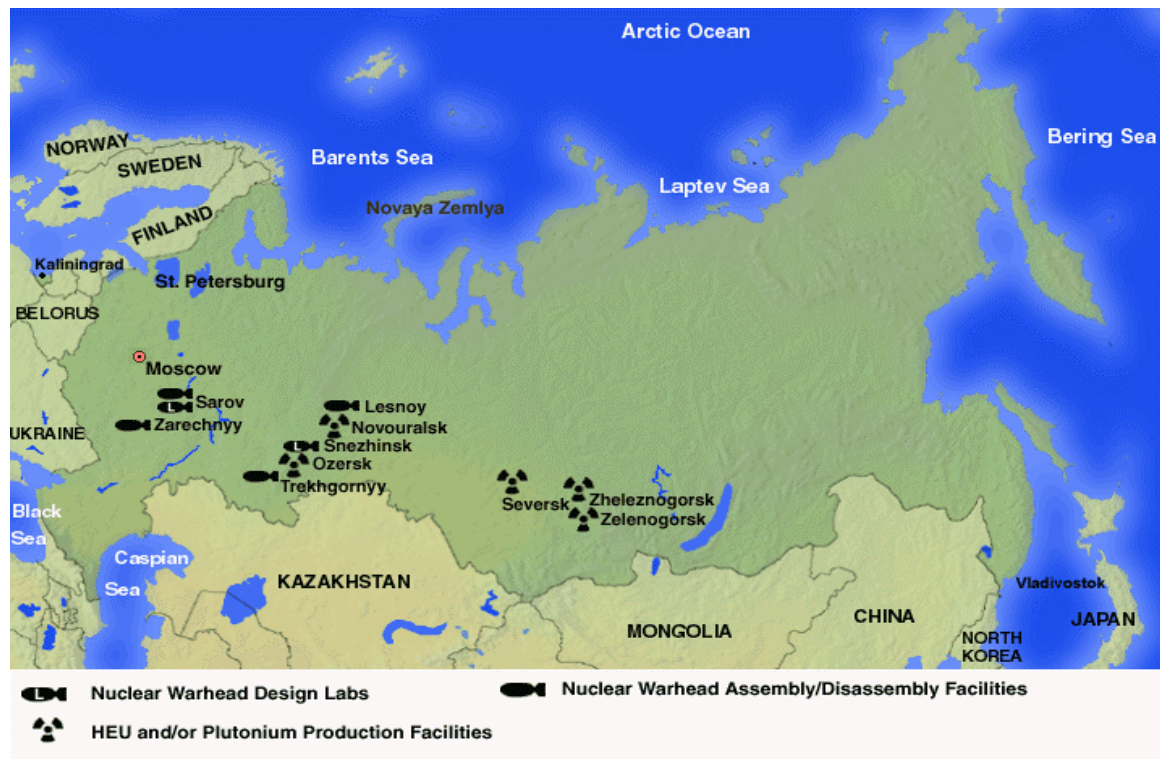 Arctic Ocean
Bering Sea
NORWAY
SWEDEN
Barents Sea
Laptev Sea
Novaya Zemlya
FINLAND
Kaliningrad
St. Petersburg
BELORUS
Moscow
L
Sarov
Lesnoy
Zarechnyy
Novouralsk
UKRAINE
L
Snezhinsk
Ozersk
Trekhgornyy
Seversk
Zheleznogorsk
Zelenogorsk
Black
Sea
Caspian
Sea
KAZAKHSTAN
Vladivostok
MONGOLIA
CHINA
JAPAN
NORTH
KOREA
L
Nuclear Warhead Design Labs
Nuclear Warhead Assembly/Disassembly Facilities
HEU and/or Plutonium Production Facilities